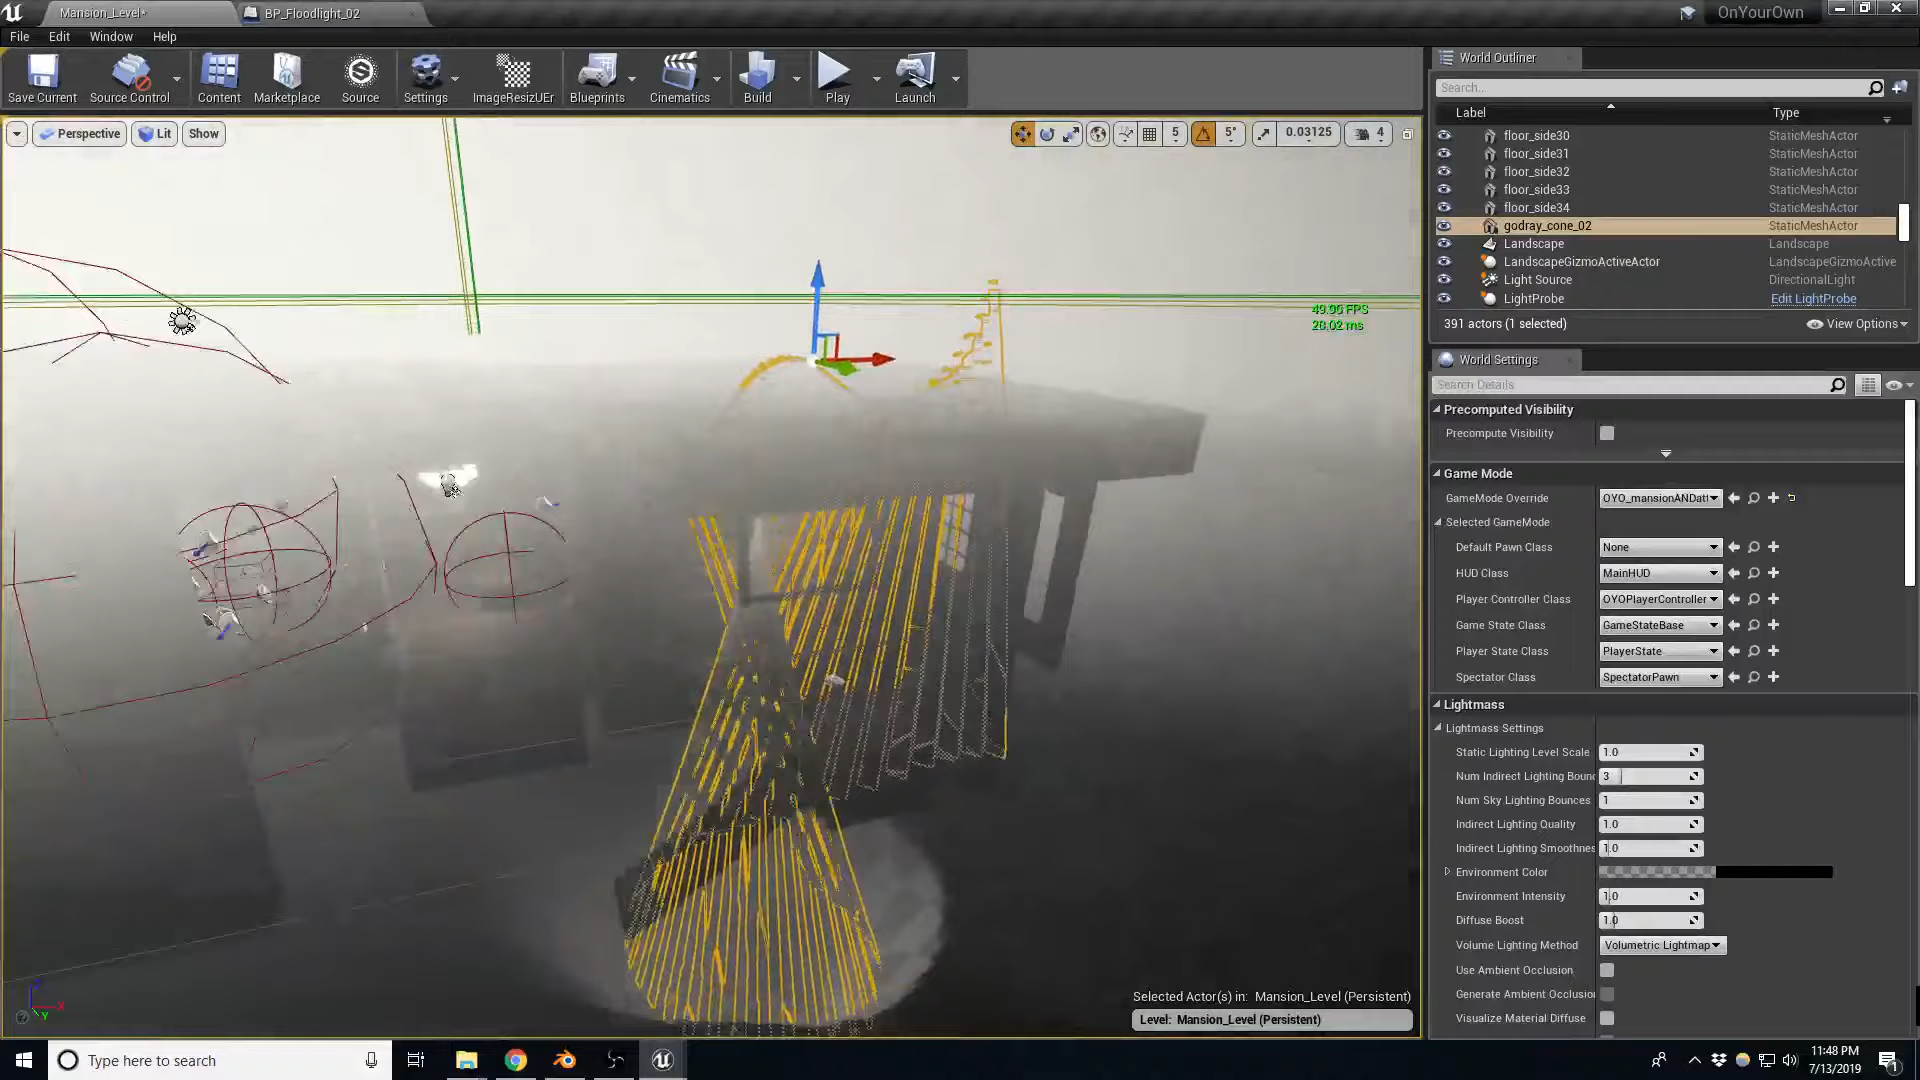 Mansion_Level*
BP_Floodlight_02
OnYourOwn
File
Edit
Window
Help
Save Current
Source Control
Content
Marketplace
Source
Settings
ImageResizUEr
Blueprints
Cinematics
Build
Play
Launch
Perspective
Lit
Show
5
5°
0.03125
4
49.96 FPS
20.02 ms
Selected Actor(s) in: Mansion_Level (Persistent)
Level: Mansion_Level (Persistent)
X
Y
World Outliner
Search...
Label
Type
floor_side30 StaticMeshActor
floor_side31 StaticMeshActor
floor_side32 StaticMeshActor
floor_side33 StaticMeshActor
floor_side34 StaticMeshActor
godray_cone_02 StaticMeshActor
Landscape Landscape
LandscapeGizmoActiveActor LandscapeGizmoActive
Light Source DirectionalLight
LightProbe Edit LightProbe
391 actors (1 selected)
View Options
World Settings
Search Details
Precomputed Visibility
Precompute Visibility
Game Mode
GameMode Override OYO_mansionANDatt
Selected GameMode
Default Pawn Class None
HUD Class MainHUD
Player Controller Class OYOPlayerController
Game State Class GameStateBase
Player State Class PlayerState
Spectator Class SpectatorPawn
Lightmass
Lightmass Settings
Static Lighting Level Scale 1.0
Num Indirect Lighting Bounc 3
Num Sky Lighting Bounces 1
Indirect Lighting Quality 1.0
Indirect Lighting Smoothnes 1.0
Environment Color
Environment Intensity 1.0
Diffuse Boost 1.0
Volume Lighting Method Volumetric Lightmap
Use Ambient Occlusion
Generate Ambient Occlusion
Visualize Material Diffuse
Type here to search
11:48 PM
7/13/2019
1